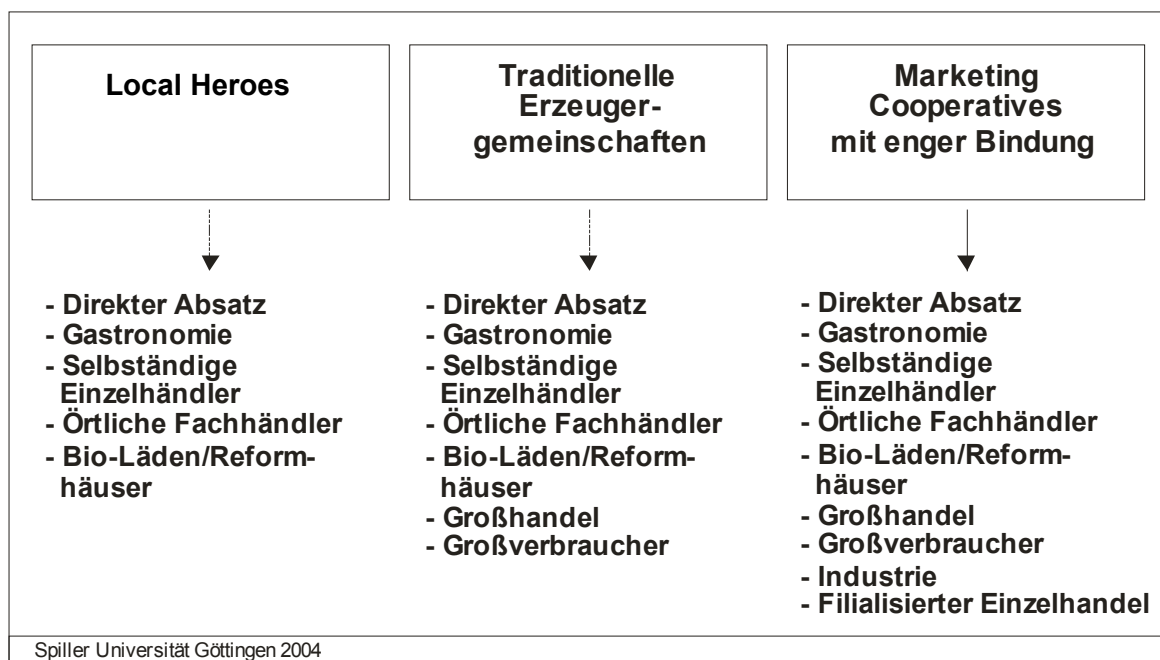 Local Heroes
Traditionelle
Erzeuger-
gemeinschaften
Marketing
Cooperatives
mit enger Bindung
- Direkter Absatz
- Gastronomie
- Selbständige
Einzelhändler
- Örtliche Fachhändler
- Bio-Läden/Reform-
häuser
- Direkter Absatz
- Gastronomie
- Selbständige
Einzelhändler
- Örtliche Fachhändler
- Bio-Läden/Reform-
häuser
- Großhandel
- Großverbraucher
- Direkter Absatz
- Gastronomie
- Selbständige
Einzelhändler
- Örtliche Fachhändler
- Bio-Läden/Reform-
häuser
- Großhandel
- Großverbraucher
- Industrie
- Filialisierter Einzelhandel
Spiller Universität Göttingen 2004